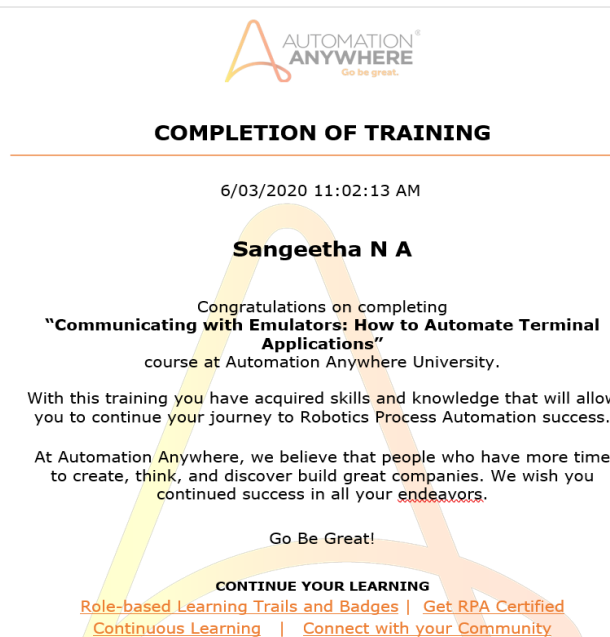 AUTOMATION®
ANYWHERE
Go be great.
COMPLETION OF TRAINING
6/03/2020 11:02:13 AM
Sangeetha N A
Congratulations on completing
“Communicating with Emulators: How to Automate Terminal
Applications”
course at Automation Anywhere University.
With this training you have acquired skills and knowledge that will allow
you to continue your journey to Robotics Process Automation success.
At Automation Anywhere, we believe that people who have more time
to create, think, and discover build great companies. We wish you
continued success in all your endeavors.
Go Be Great!
CONTINUE YOUR LEARNING
Role-based Learning Trails and Badges | Get RPA Certified
Continuous Learning | Connect with your Community